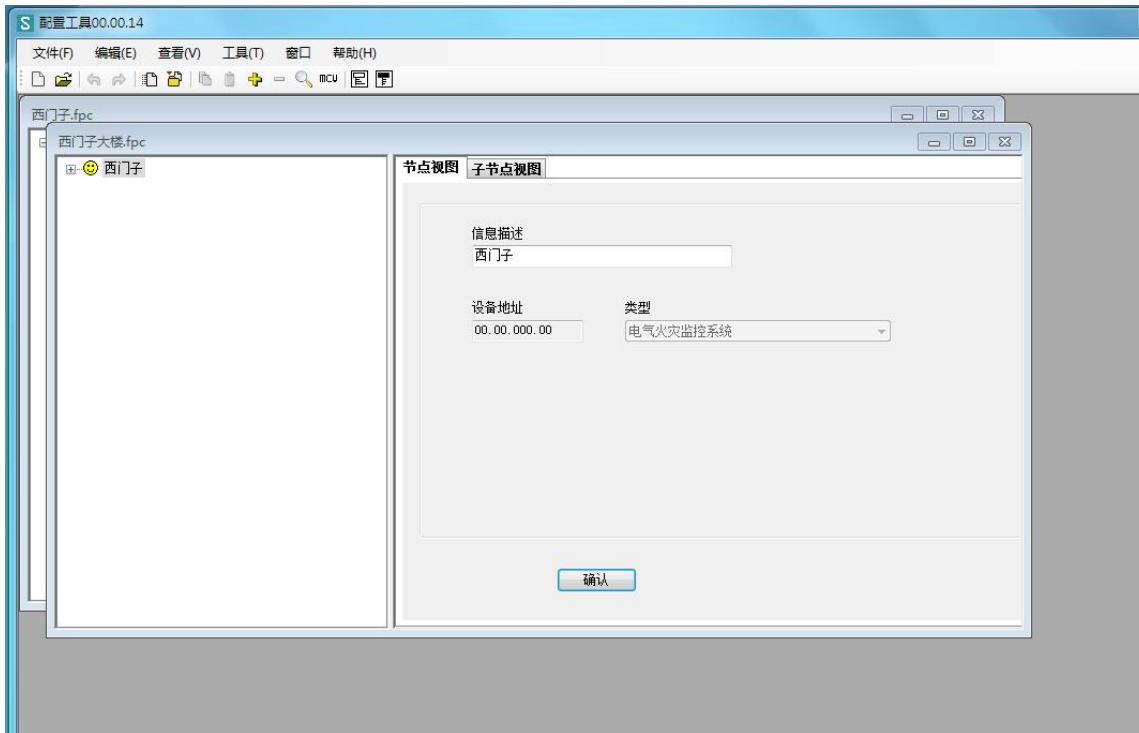 S 配置工具00.00.14
文件(F) 编辑(E) 查看(V) 工具(T) 窗口 帮助(H)
MCU
西门子.fpc
西门子大楼.fpc
西门子
节点视图 子节点视图
信息描述
西门子
设备地址 类型
00.00.000.00 电气火灾监控系统
确认